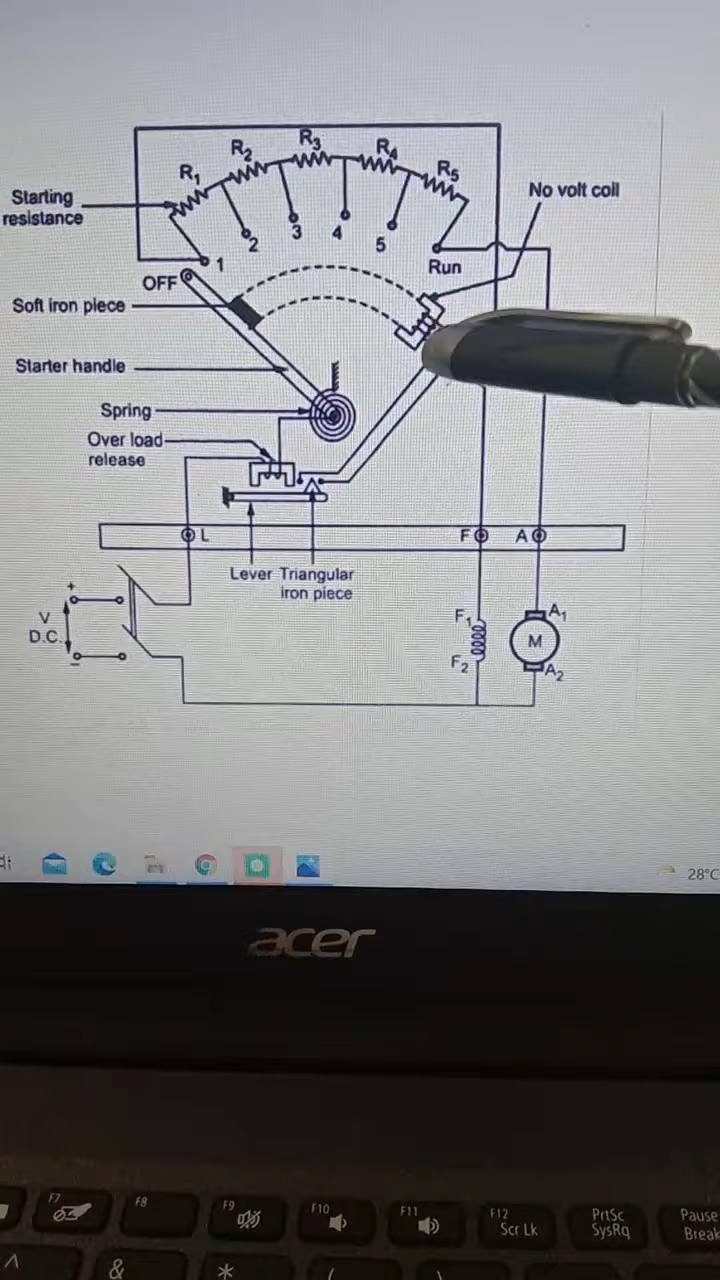 R1
R2
R3
R4
R5
Starting
resistance
No volt coil
1
2
3
4
5
Run
OFF
Soft iron piece
Starter handle
Spring
Over load
release
L
F
A
Lever
Triangular
iron piece
+
V
D.C.
–
F1
F2
A1
M
A2
28°C
acer
F7
F8
F9
F10
F11
F12
Scr Lk
PrtSc
SysRq
Pause
Break
^
&
*
(
)